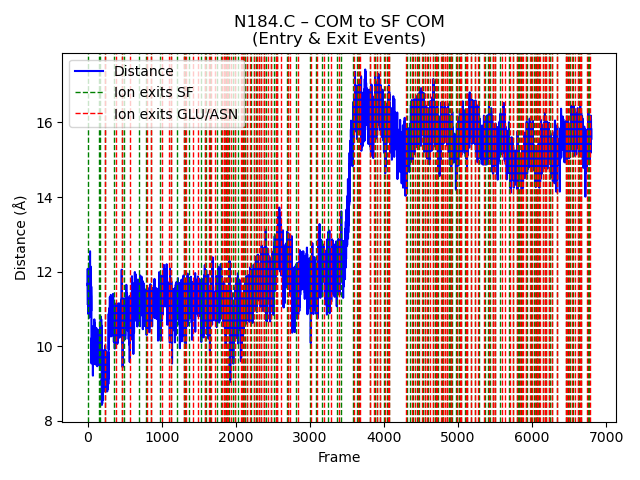 N184.C – COM to SF COM
(Entry & Exit Events)
Distance
Ion exits SF
Ion exits GLU/ASN
Distance (Å)
16
14
12
10
8
0 1000 2000 3000 4000 5000 6000 7000
Frame